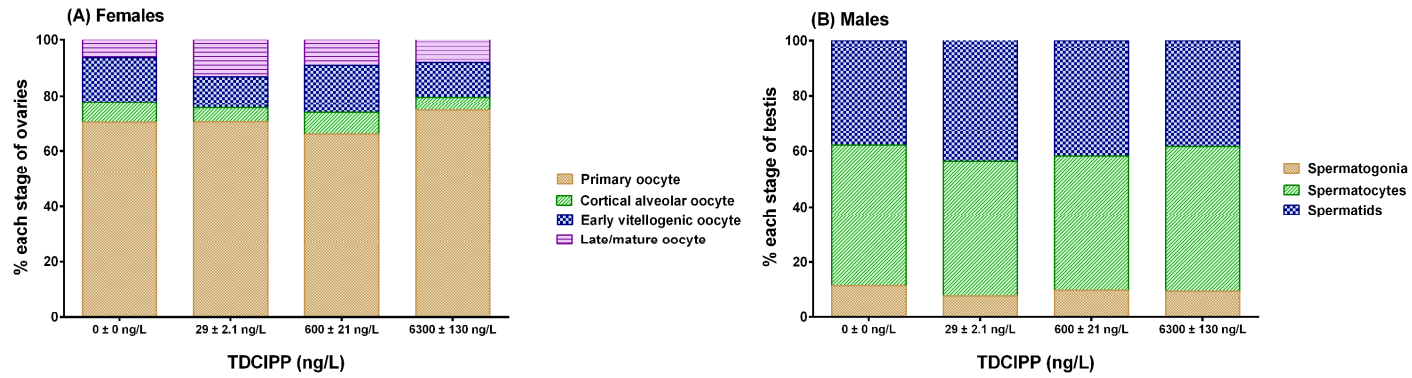 (A) Females
% each stage of ovaries
100
80
60
40
20
0
0 ± 0 ng/L
29 ± 2.1 ng/L
600 ± 21 ng/L
6300 ± 130 ng/L
TDCIPP (ng/L)
Primary oocyte
Cortical alveolar oocyte
Early vitellogenic oocyte
Late/mature oocyte
(B) Males
% each stage of testis
100
80
60
40
20
0
0 ± 0 ng/L
29 ± 2.1 ng/L
600 ± 21 ng/L
6300 ± 130 ng/L
TDCIPP (ng/L)
Spermatogonia
Spermatocytes
Spermatids